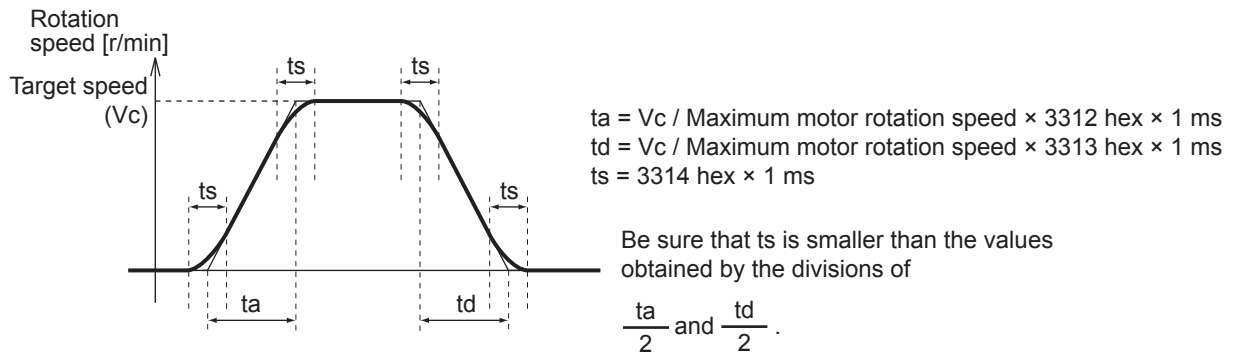 Rotation
speed [r/min]
Target speed
(Vc)
ts
ts
ts
ts
ta
td
ta = Vc / Maximum motor rotation speed × 3312 hex × 1 ms
td = Vc / Maximum motor rotation speed × 3313 hex × 1 ms
ts = 3314 hex × 1 ms
Be sure that ts is smaller than the values
obtained by the divisions of
ta/2 and td/2 .